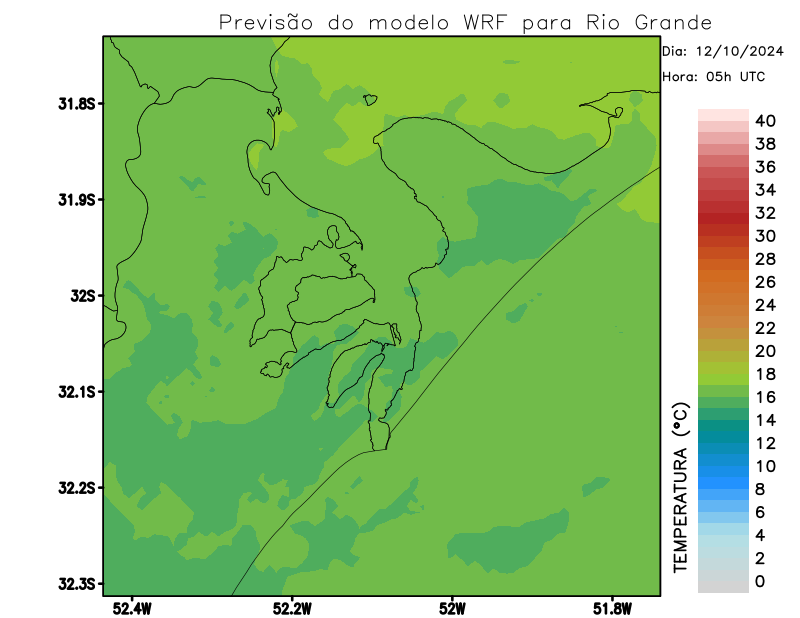 Previsão do modelo WRF para Rio Grande
Dia: 12/10/2024
Hora: 05h UTC
31.8S
31.9S
32S
32.1S
32.2S
32.3S
52.4W
52.2W
52W
51.8W
TEMPERATURA (°C)
40
38
36
34
32
30
28
26
24
22
20
18
16
14
12
10
8
6
4
2
0